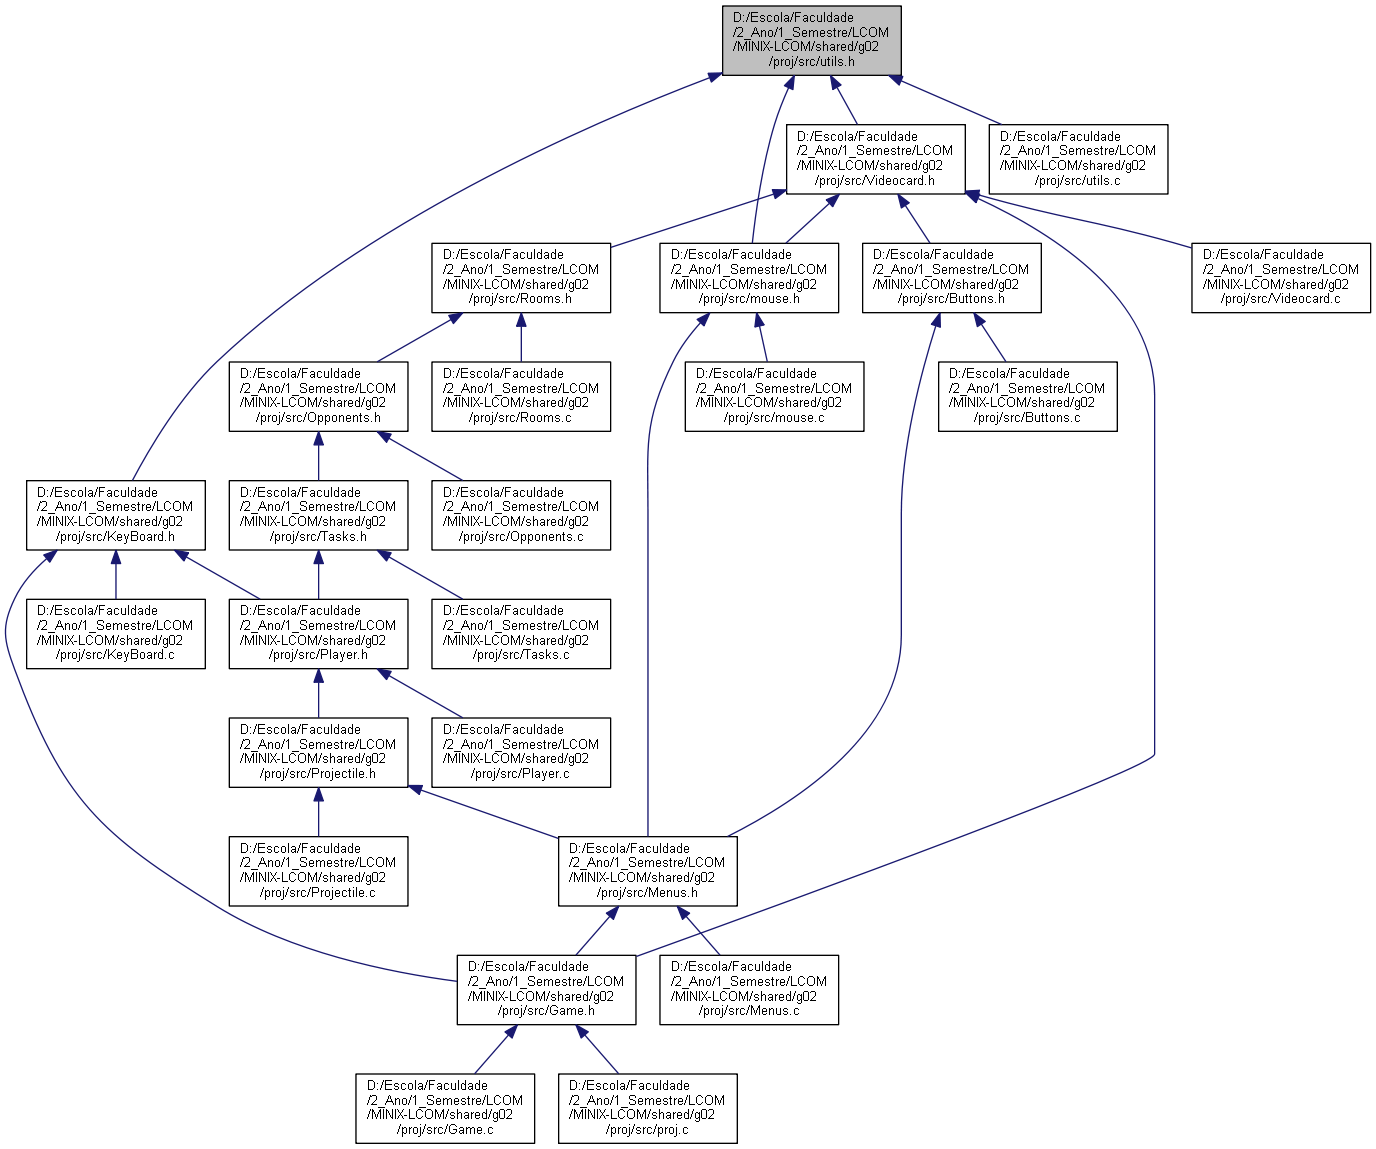 D:/Escola/Faculdade
/2_Ano/1_Semestre/LCOM
/MINIX-LCOM/shared/g02
/proj/src/utils.h
D:/Escola/Faculdade
/2_Ano/1_Semestre/LCOM
/MINIX-LCOM/shared/g02
/proj/src/Videocard.h
D:/Escola/Faculdade
/2_Ano/1_Semestre/LCOM
/MINIX-LCOM/shared/g02
/proj/src/utils.c
D:/Escola/Faculdade
/2_Ano/1_Semestre/LCOM
/MINIX-LCOM/shared/g02
/proj/src/Rooms.h
D:/Escola/Faculdade
/2_Ano/1_Semestre/LCOM
/MINIX-LCOM/shared/g02
/proj/src/mouse.h
D:/Escola/Faculdade
/2_Ano/1_Semestre/LCOM
/MINIX-LCOM/shared/g02
/proj/src/Buttons.h
D:/Escola/Faculdade
/2_Ano/1_Semestre/LCOM
/MINIX-LCOM/shared/g02
/proj/src/Videocard.c
D:/Escola/Faculdade
/2_Ano/1_Semestre/LCOM
/MINIX-LCOM/shared/g02
/proj/src/Opponents.h
D:/Escola/Faculdade
/2_Ano/1_Semestre/LCOM
/MINIX-LCOM/shared/g02
/proj/src/Rooms.c
D:/Escola/Faculdade
/2_Ano/1_Semestre/LCOM
/MINIX-LCOM/shared/g02
/proj/src/mouse.c
D:/Escola/Faculdade
/2_Ano/1_Semestre/LCOM
/MINIX-LCOM/shared/g02
/proj/src/Buttons.c
D:/Escola/Faculdade
/2_Ano/1_Semestre/LCOM
/MINIX-LCOM/shared/g02
/proj/src/KeyBoard.h
D:/Escola/Faculdade
/2_Ano/1_Semestre/LCOM
/MINIX-LCOM/shared/g02
/proj/src/Tasks.h
D:/Escola/Faculdade
/2_Ano/1_Semestre/LCOM
/MINIX-LCOM/shared/g02
/proj/src/Opponents.c
D:/Escola/Faculdade
/2_Ano/1_Semestre/LCOM
/MINIX-LCOM/shared/g02
/proj/src/KeyBoard.c
D:/Escola/Faculdade
/2_Ano/1_Semestre/LCOM
/MINIX-LCOM/shared/g02
/proj/src/Player.h
D:/Escola/Faculdade
/2_Ano/1_Semestre/LCOM
/MINIX-LCOM/shared/g02
/proj/src/Tasks.c
D:/Escola/Faculdade
/2_Ano/1_Semestre/LCOM
/MINIX-LCOM/shared/g02
/proj/src/Projectile.h
D:/Escola/Faculdade
/2_Ano/1_Semestre/LCOM
/MINIX-LCOM/shared/g02
/proj/src/Player.c
D:/Escola/Faculdade
/2_Ano/1_Semestre/LCOM
/MINIX-LCOM/shared/g02
/proj/src/Projectile.c
D:/Escola/Faculdade
/2_Ano/1_Semestre/LCOM
/MINIX-LCOM/shared/g02
/proj/src/Menus.h
D:/Escola/Faculdade
/2_Ano/1_Semestre/LCOM
/MINIX-LCOM/shared/g02
/proj/src/Game.h
D:/Escola/Faculdade
/2_Ano/1_Semestre/LCOM
/MINIX-LCOM/shared/g02
/proj/src/Menus.c
D:/Escola/Faculdade
/2_Ano/1_Semestre/LCOM
/MINIX-LCOM/shared/g02
/proj/src/Game.c
D:/Escola/Faculdade
/2_Ano/1_Semestre/LCOM
/MINIX-LCOM/shared/g02
/proj/src/proj.c